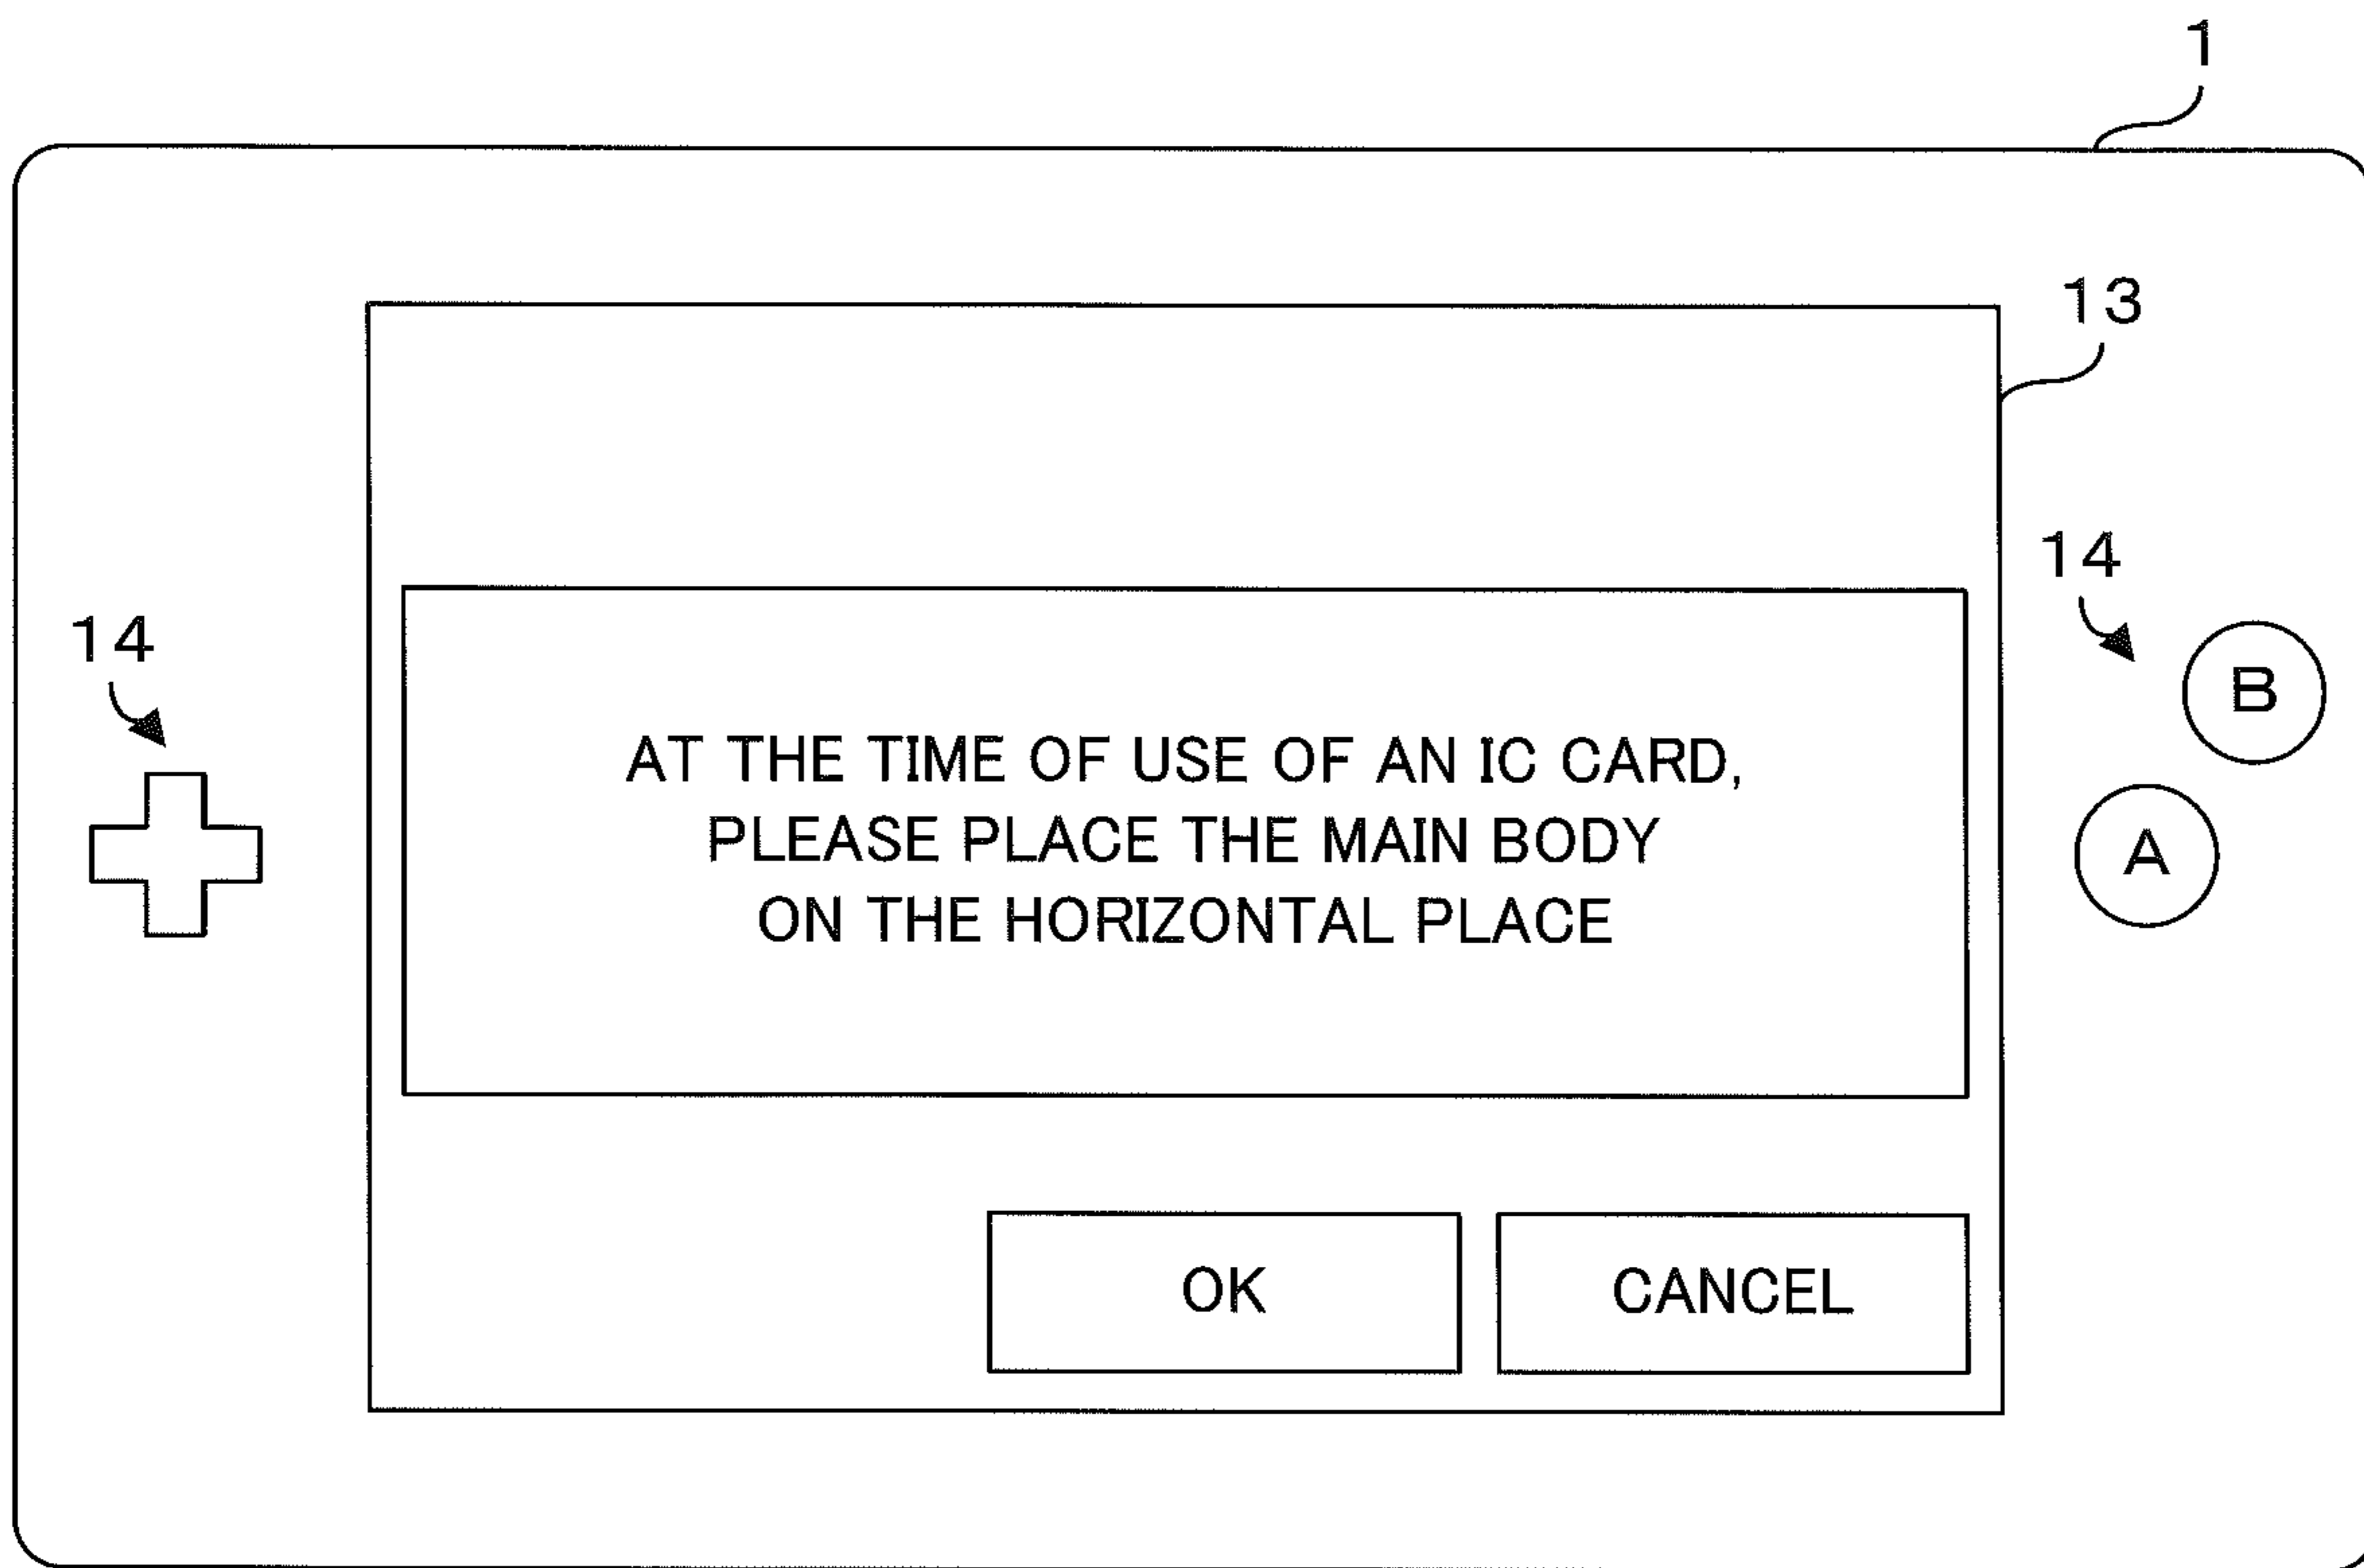 1
13
14
14
B
A
AT THE TIME OF USE OF AN IC CARD,
PLEASE PLACE THE MAIN BODY
ON THE HORIZONTAL PLACE
OK
CANCEL